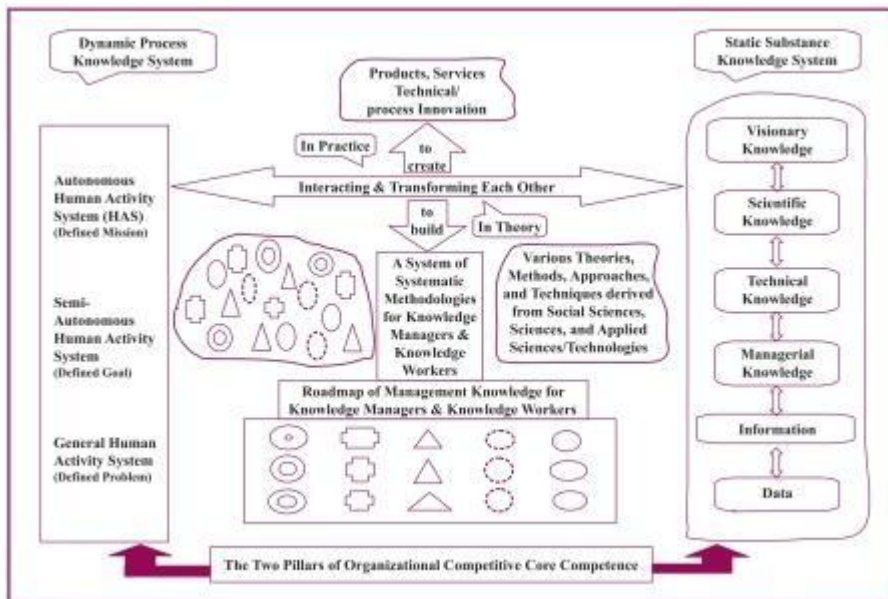 Dynamic Process
Knowledge System
Static Substance
Knowledge System
Products, Services
Technical/
process Innovation
In Practice
to
create
Interacting & Transforming Each Other
to
build
In Theory
Autonomous
Human Activity
System (HAS)
(Defined Mission)
Semi-
Autonomous
Human Activity
System
(Defined Goal)
General Human
Activity System
(Defined Problem)
A System of
Systematic
Methodologies
for Knowledge
Managers &
Knowledge
Workers
Various Theories,
Methods, Approaches,
and Techniques derived
from Social Sciences,
Sciences, and Applied
Sciences/Technologies
Roadmap of Management Knowledge for
Knowledge Managers & Knowledge Workers
Visionary
Knowledge
Scientific
Knowledge
Technical
Knowledge
Managerial
Knowledge
Information
Data
The Two Pillars of Organizational Competitive Core Competence